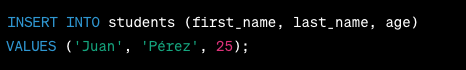 INSERT INTO students (first_name, last_name, age)
VALUES ('Juan', 'Pérez', 25);